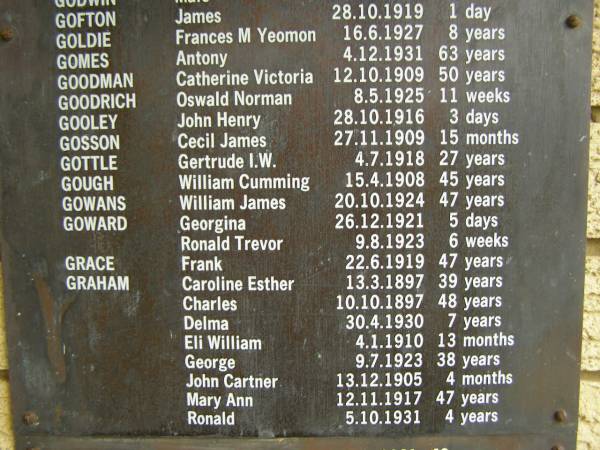 GODWIN Male
GOFTON James 28.10.1919 1 day
GOLDIE Frances M Yeomon 16.6.1927 8 years
GOMES Antony 4.12.1931 63 years
GOODMAN Catherine Victoria 12.10.1909 50 years
GOODRICH Oswald Norman 8.5.1925 11 weeks
GOOLEY John Henry 28.10.1916 3 days
GOSSON Cecil James 27.11.1909 15 months
GOTTLE Gertrude I.W. 4.7.1918 27 years
GOUGH William Cumming 15.4.1908 45 years
GOWANS William James 20.10.1924 47 years
GOWARD Georgina 26.12.1921 5 days
Ronald Trevor 9.8.1923 6 weeks
GRACE Frank 22.6.1919 47 years
GRAHAM Caroline Esther 13.3.1897 39 years
Charles 10.10.1897 48 years
Delma 30.4.1930 7 years
Eli William 4.1.1910 13 months
George 9.7.1923 38 years
John Cartner 13.12.1905 4 months
Mary Ann 12.11.1917 47 years
Ronald 5.10.1931 4 years